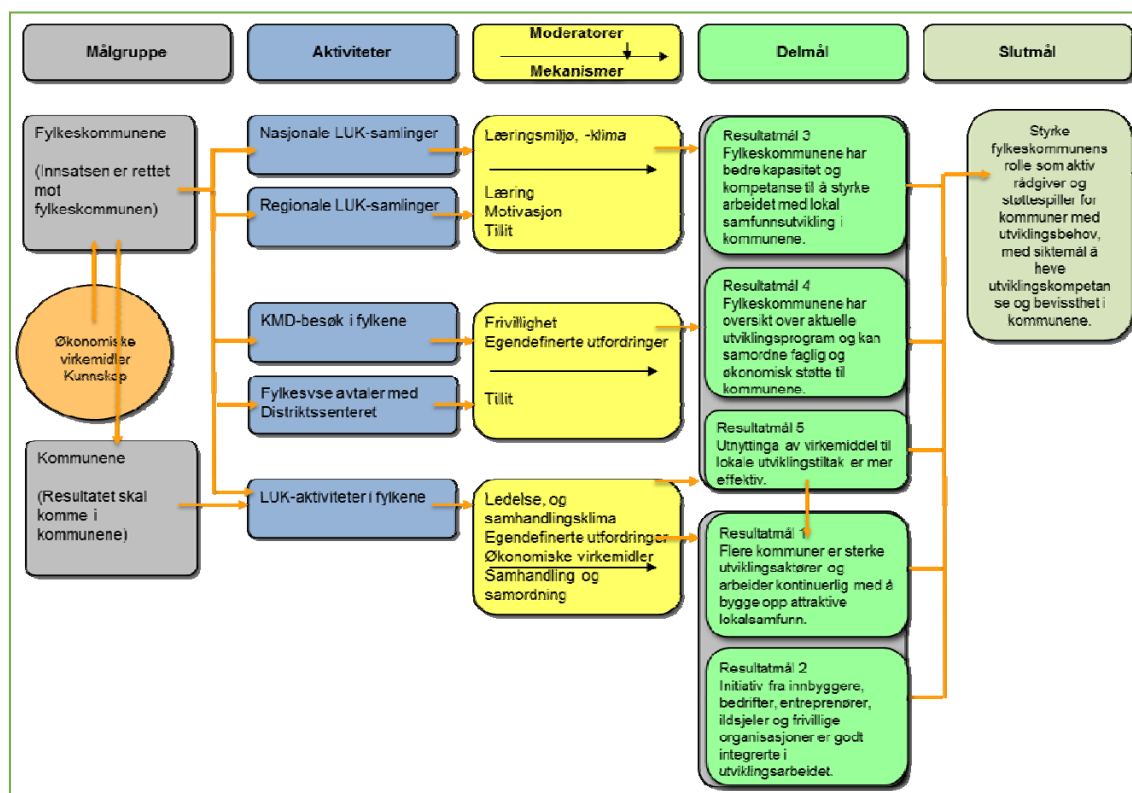 Målgruppe
Aktiviteter
Moderatorer
Mekanismer
Delmål
Slutmål
Fylkeskommunene
(Innsatsen er rettet
mot
fylkeskommunen)
Økonomiske
virkemidler
Kunnskap
Kommunene
(Resultatet skal
komme i
kommunene)
Nasjonale LUK-samlinger
Regionale LUK-samlinger
KMD-besøk i fylkene
Fylkesvse avtaler med
Distriktssenteret
LUK-aktiviteter i fylkene
Læringsmiljø, -klima
Læring
Motivasjon
Tillit
Frivillighet
Egendefinerte utfordringer
Tillit
Ledelse, og
samhandlingsklima
Egendefinerte utfordringer
Økonomiske virkemidler
Samhandling og
samordning
Resultatmål 3
Fylkeskommunene har
bedre kapasitet og
kompetanse til å styrke
arbeidet med lokal
samfunnsutvikling i
kommunene.
Resultatmål 4
Fylkeskommunene har
oversikt over aktuelle
utviklingsprogram og kan
samordne faglig og
økonomisk støtte til
kommunene.
Resultatmål 5
Utnyttinga av virkemiddel til
lokale utviklingstiltak er mer
effektiv.
Resultatmål 1
Flere kommuner er sterke
utviklingsaktører og
arbeider kontinuerlig med å
bygge opp attraktive
lokalsamfunn.
Resultatmål 2
Initiativ fra innbyggere,
bedrifter, entreprenører,
ildsjeler og frivillige
organisasjoner er godt
integrerte i
utviklingsarbeidet.
Styrke
fylkeskommunens
rolle som aktiv
rådgiver og
støttespiller for
kommuner med
utviklingsbehov,
med siktemål å
heve
utviklingskompetan
se og bevissthet i
kommunene.